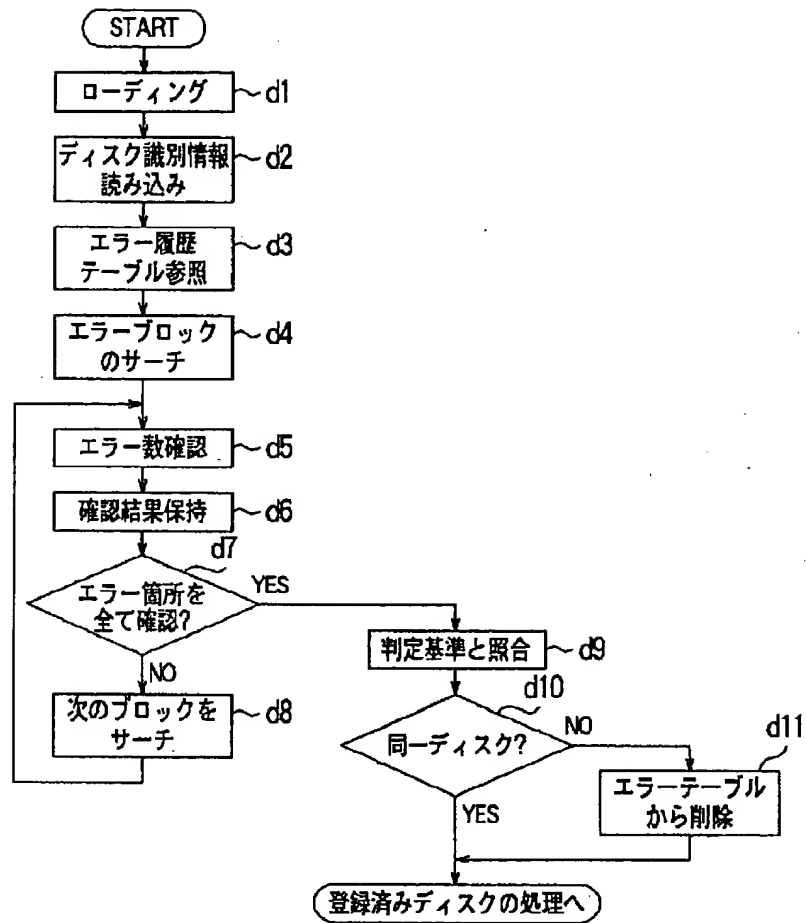 START
ローディング
d1
ディスク識別情報
読み込み
d2
エラー履歴
テーブル参照
d3
エラーブロック
のサーチ
d4
エラー数確認
d5
確認結果保持
d6
d7
エラー箇所を
全て確認?
YES
NO
次のブロックを
サーチ
d8
判定基準と照合
d9
d10
同一ディスク?
NO
YES
d11
エラーテーブル
から削除
登録済みディスクの処理へ